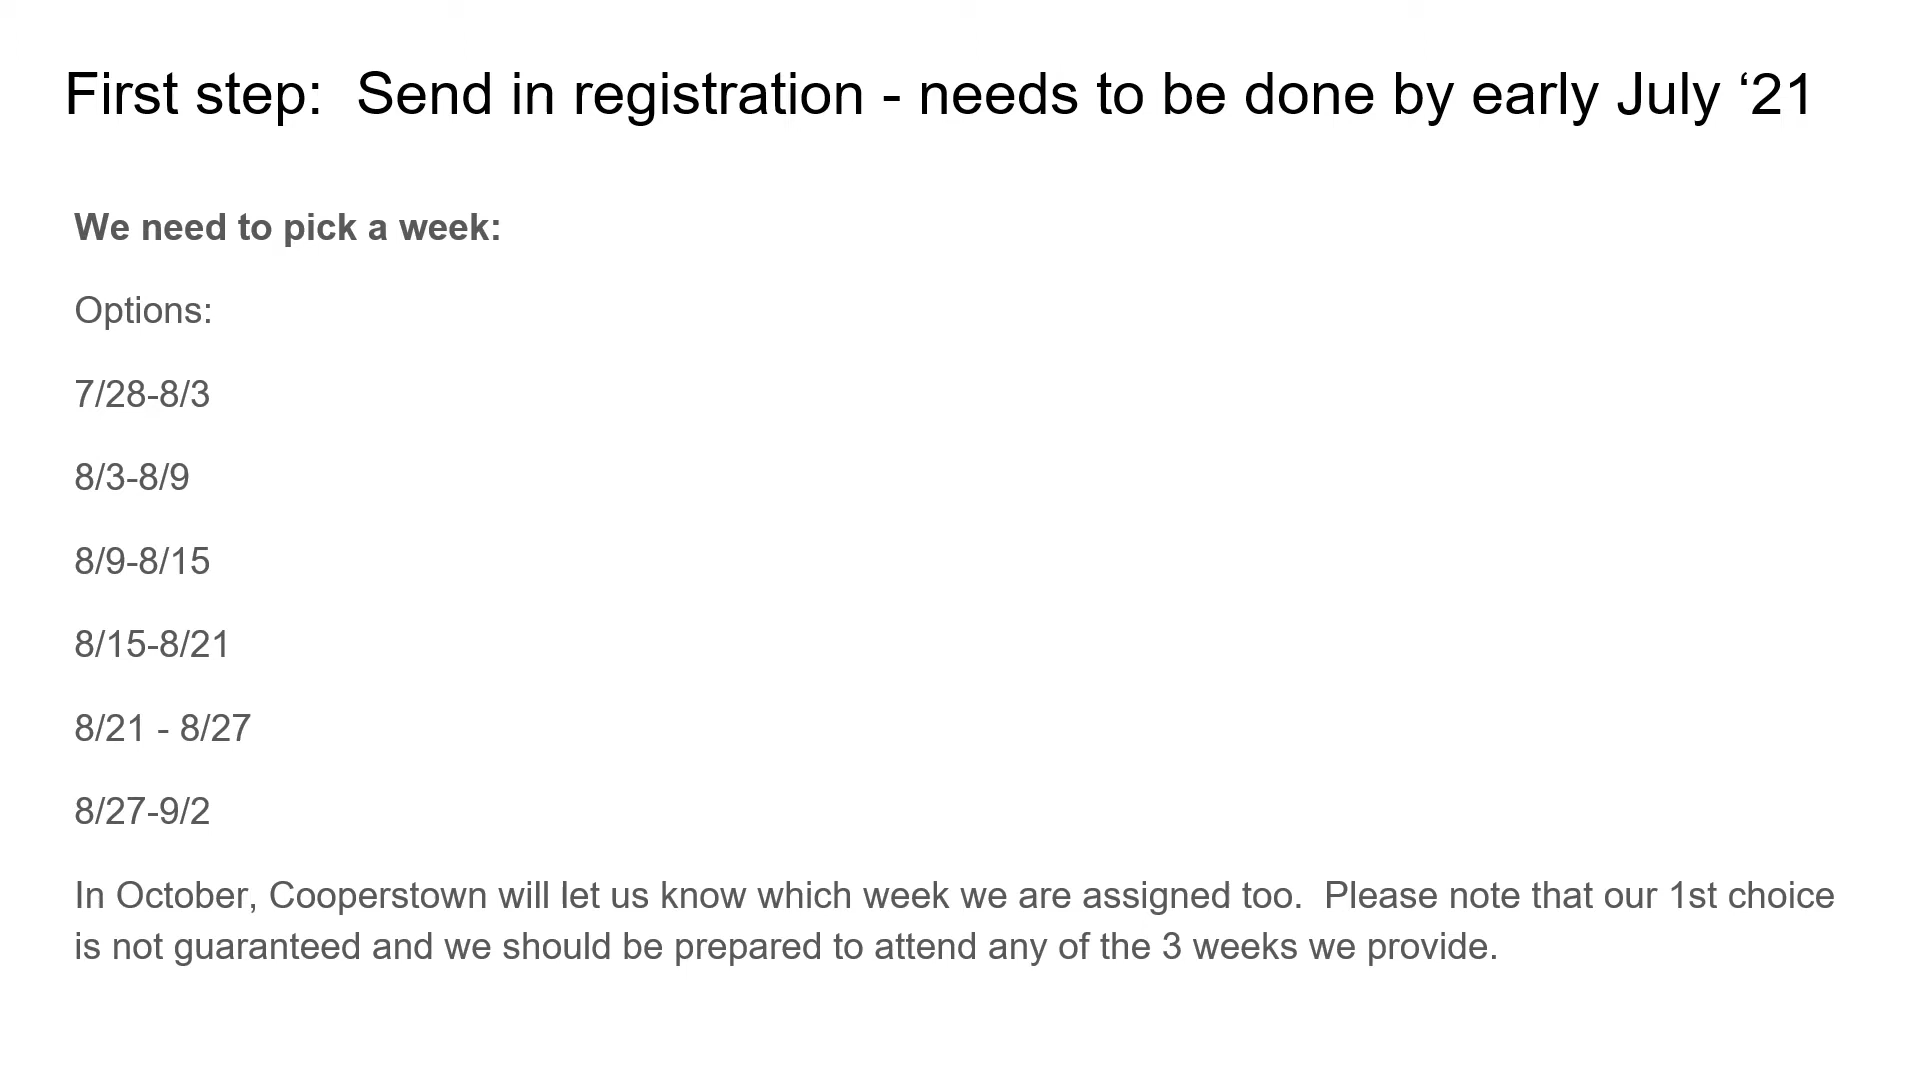 First step:  Send in registration - needs to be done by early July ‘21
We need to pick a week:
Options:
7/28-8/3
8/3-8/9
8/9-8/15
8/15-8/21
8/21 - 8/27
8/27-9/2
In October, Cooperstown will let us know which week we are assigned too.  Please note that our 1st choice
is not guaranteed and we should be prepared to attend any of the 3 weeks we provide.